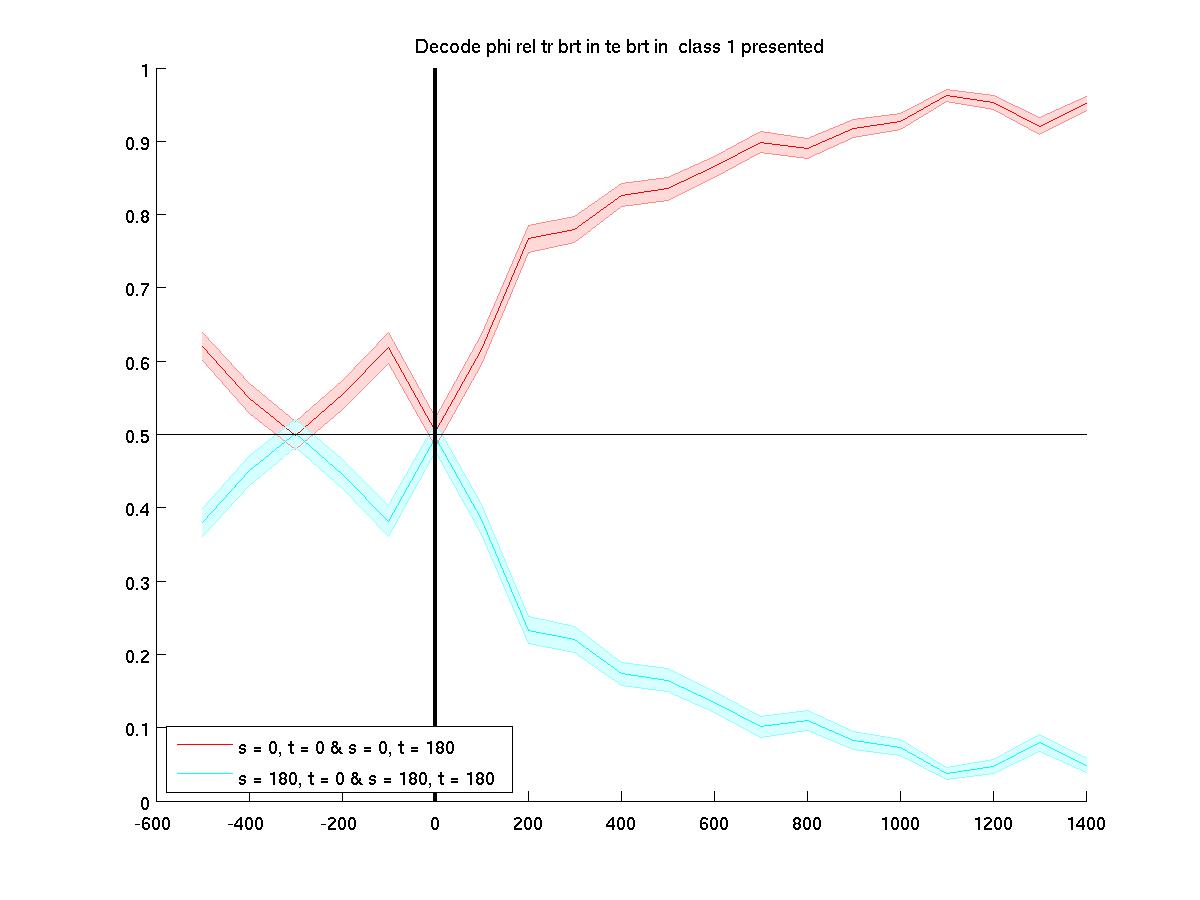 Decode phi rel tr brt in te brt in  class 1 presented
1
0.9
0.8
0.7
0.6
0.5
0.4
0.3
0.2
0.1
0
s = 0, t = 0 & s = 0, t = 180
s = 180, t = 0 & s = 180, t = 180
-600 -400 -200 0 200 400 600 800 1000 1200 1400